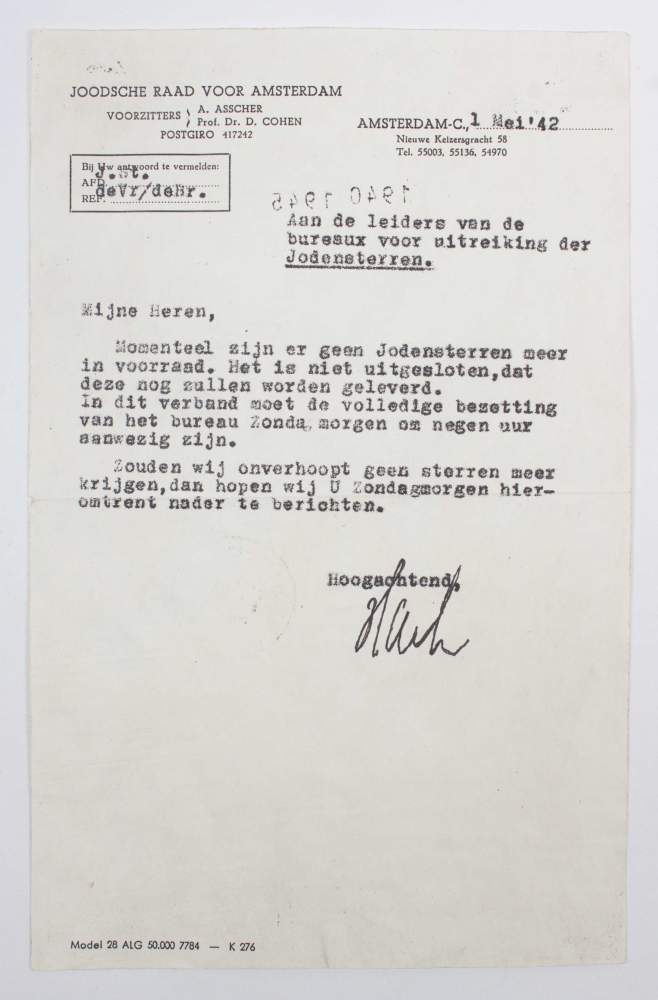 JOODSCHE RAAD VOOR AMSTERDAM
VOORZITTERS } A. ASSCHER
Prof. Dr. D. COHEN
POSTGIRO 417242
AMSTERDAM-C., 1 Mei '42
Nieuwe Keizersgracht 58
Tel. 55003, 55136, 54970
Bij Uw antwoord te vermelden:
AFD. J.St.
REF. deVr/deHr.
1940 1945
Aan de leiders van de
bureaux voor uitreiking der
Jodensterren.
Mijne Heren,
Momenteel zijn er geen Jodensterren meer
in voorraad. Het is niet uitgesloten, dat
deze nog zullen worden geleverd.
In dit verband moet de volledige bezetting
van het bureau Zonda morgen om negen uur
aanwezig zijn.
Zouden wij onverhoopt geen sterren meer
krijgen, dan hopen wij U Zondagmorgen hier-
omtrent nader te berichten.
Hoogachtend,
Model 28 ALG 50.000 7784 — K 276